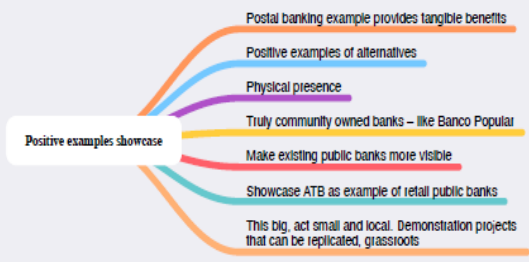 Postal banking example provides tangible benefits
Positive examples of alternatives
Physical presence
Truly community owned banks – like Banco Popular
Positive examples showcase
Make existing public banks more visible
Showcase ATB as example of retail public banks
This big, act small and local. Demonstration projects
that can be replicated, grassroots